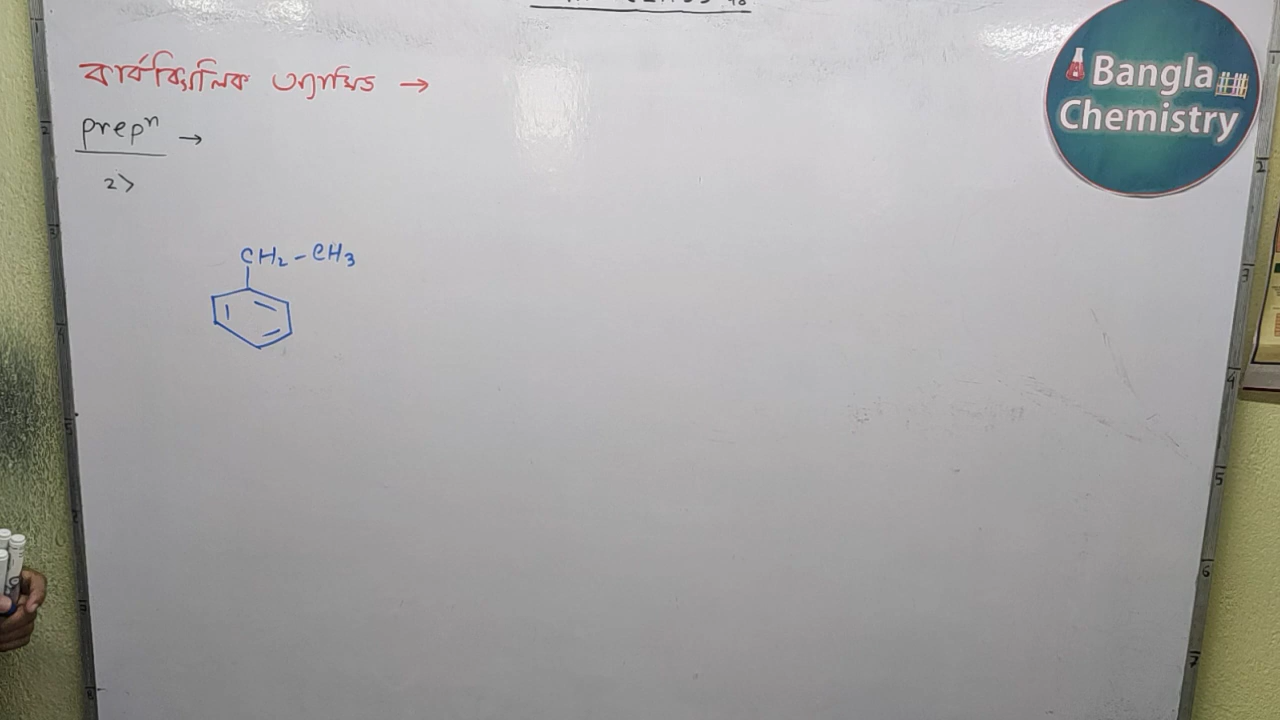 কার্বক্সিলিক অ্যাসিড →
Bangla
Chemistry
prepⁿ →
2>
CH₂-CH₃